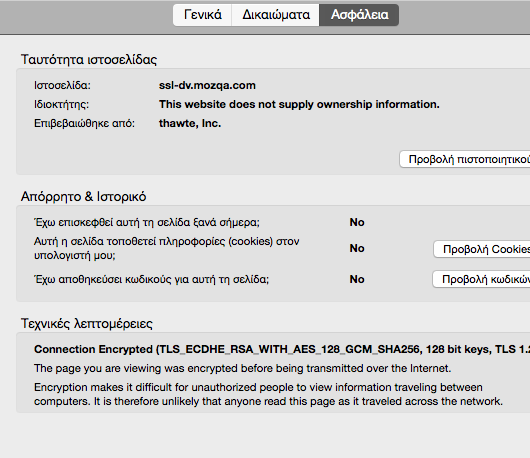 Γενικά Δικαιώματα Ασφάλεια
Ταυτότητα ιστοσελίδας
Ιστοσελίδα: ssl-dv.mozqa.com
Ιδιοκτήτης: This website does not supply ownership information.
Επιβεβαιώθηκε από: thawte, Inc.
Προβολή πιστοποιητικού
Απόρρητο & Ιστορικό
Έχω επισκεφθεί αυτή τη σελίδα ξανά σήμερα; No
Αυτή η σελίδα τοποθετεί πληροφορίες (cookies) στον
υπολογιστή μου; No Προβολή Cookies
Έχω αποθηκεύσει κωδικούς για αυτή τη σελίδα; No Προβολή κωδικών
Τεχνικές λεπτομέρειες
Connection Encrypted (TLS_ECDHE_RSA_WITH_AES_128_GCM_SHA256, 128 bit keys, TLS 1.2
The page you are viewing was encrypted before being transmitted over the Internet.
Encryption makes it difficult for unauthorized people to view information traveling between
computers. It is therefore unlikely that anyone read this page as it traveled across the network.